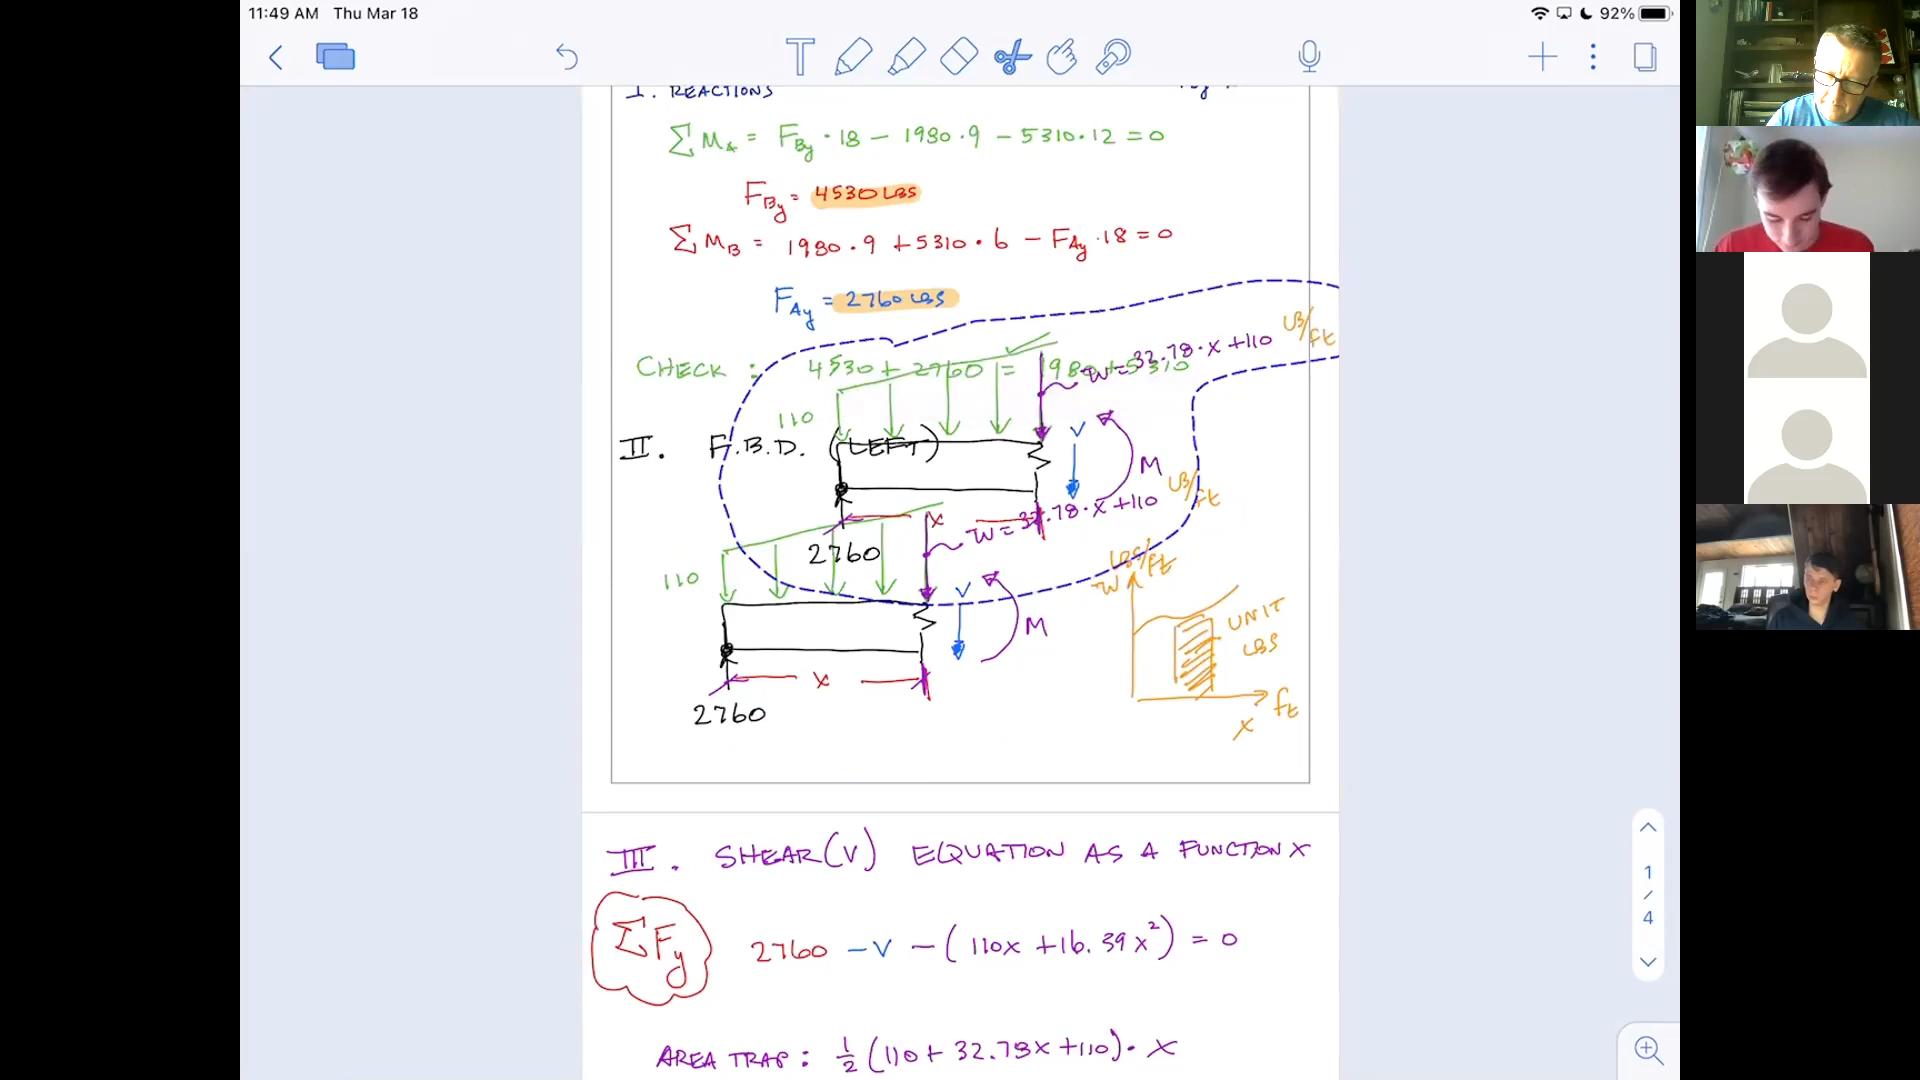 11:49 AM Thu Mar 18
92%
I. REACTIONS
ΣM_A = F_By · 18 − 1980 · 9 − 5310 · 12 = 0
F_By = 4530 LBS
ΣM_B = 1980 · 9 + 5310 · 6 − F_Ay · 18 = 0
F_Ay = 2760 LBS
CHECK : 4530 + 2760 = 1980 + 5310
W = 32.78 · x + 110 LB/ft
110
II. F.B.D. (LEFT)
V
M
x
2760
W = 32.78 · x + 110 LB/ft
110
V
M
x
2760
LBS/ft
W
UNIT
LBS
ft
x
III. SHEAR (V) EQUATION AS A FUNCTION X
ΣFy 2760 − V − (110x + 16.39x²) = 0
AREA TRAP : ½ (110 + 32.78x + 110) · x
1
/
4